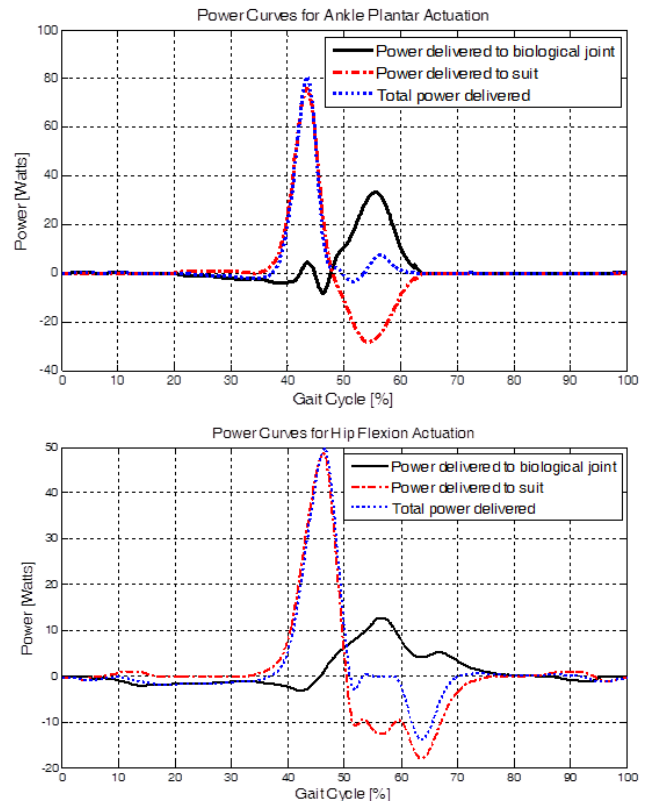 Power Curves for Ankle Plantar Actuation
100
80
60
40
20
0
-20
-40
Power [Watts]
Power delivered to biological joint
Power delivered to suit
Total power delivered
0 10 20 30 40 50 60 70 80 90 100
Gait Cycle [%]
Power Curves for Hip Flexion Actuation
50
40
30
20
10
0
-10
-20
Power [Watts]
Power delivered to biological joint
Power delivered to suit
Total power delivered
0 10 20 30 40 50 60 70 80 90 100
Gait Cycle [%]